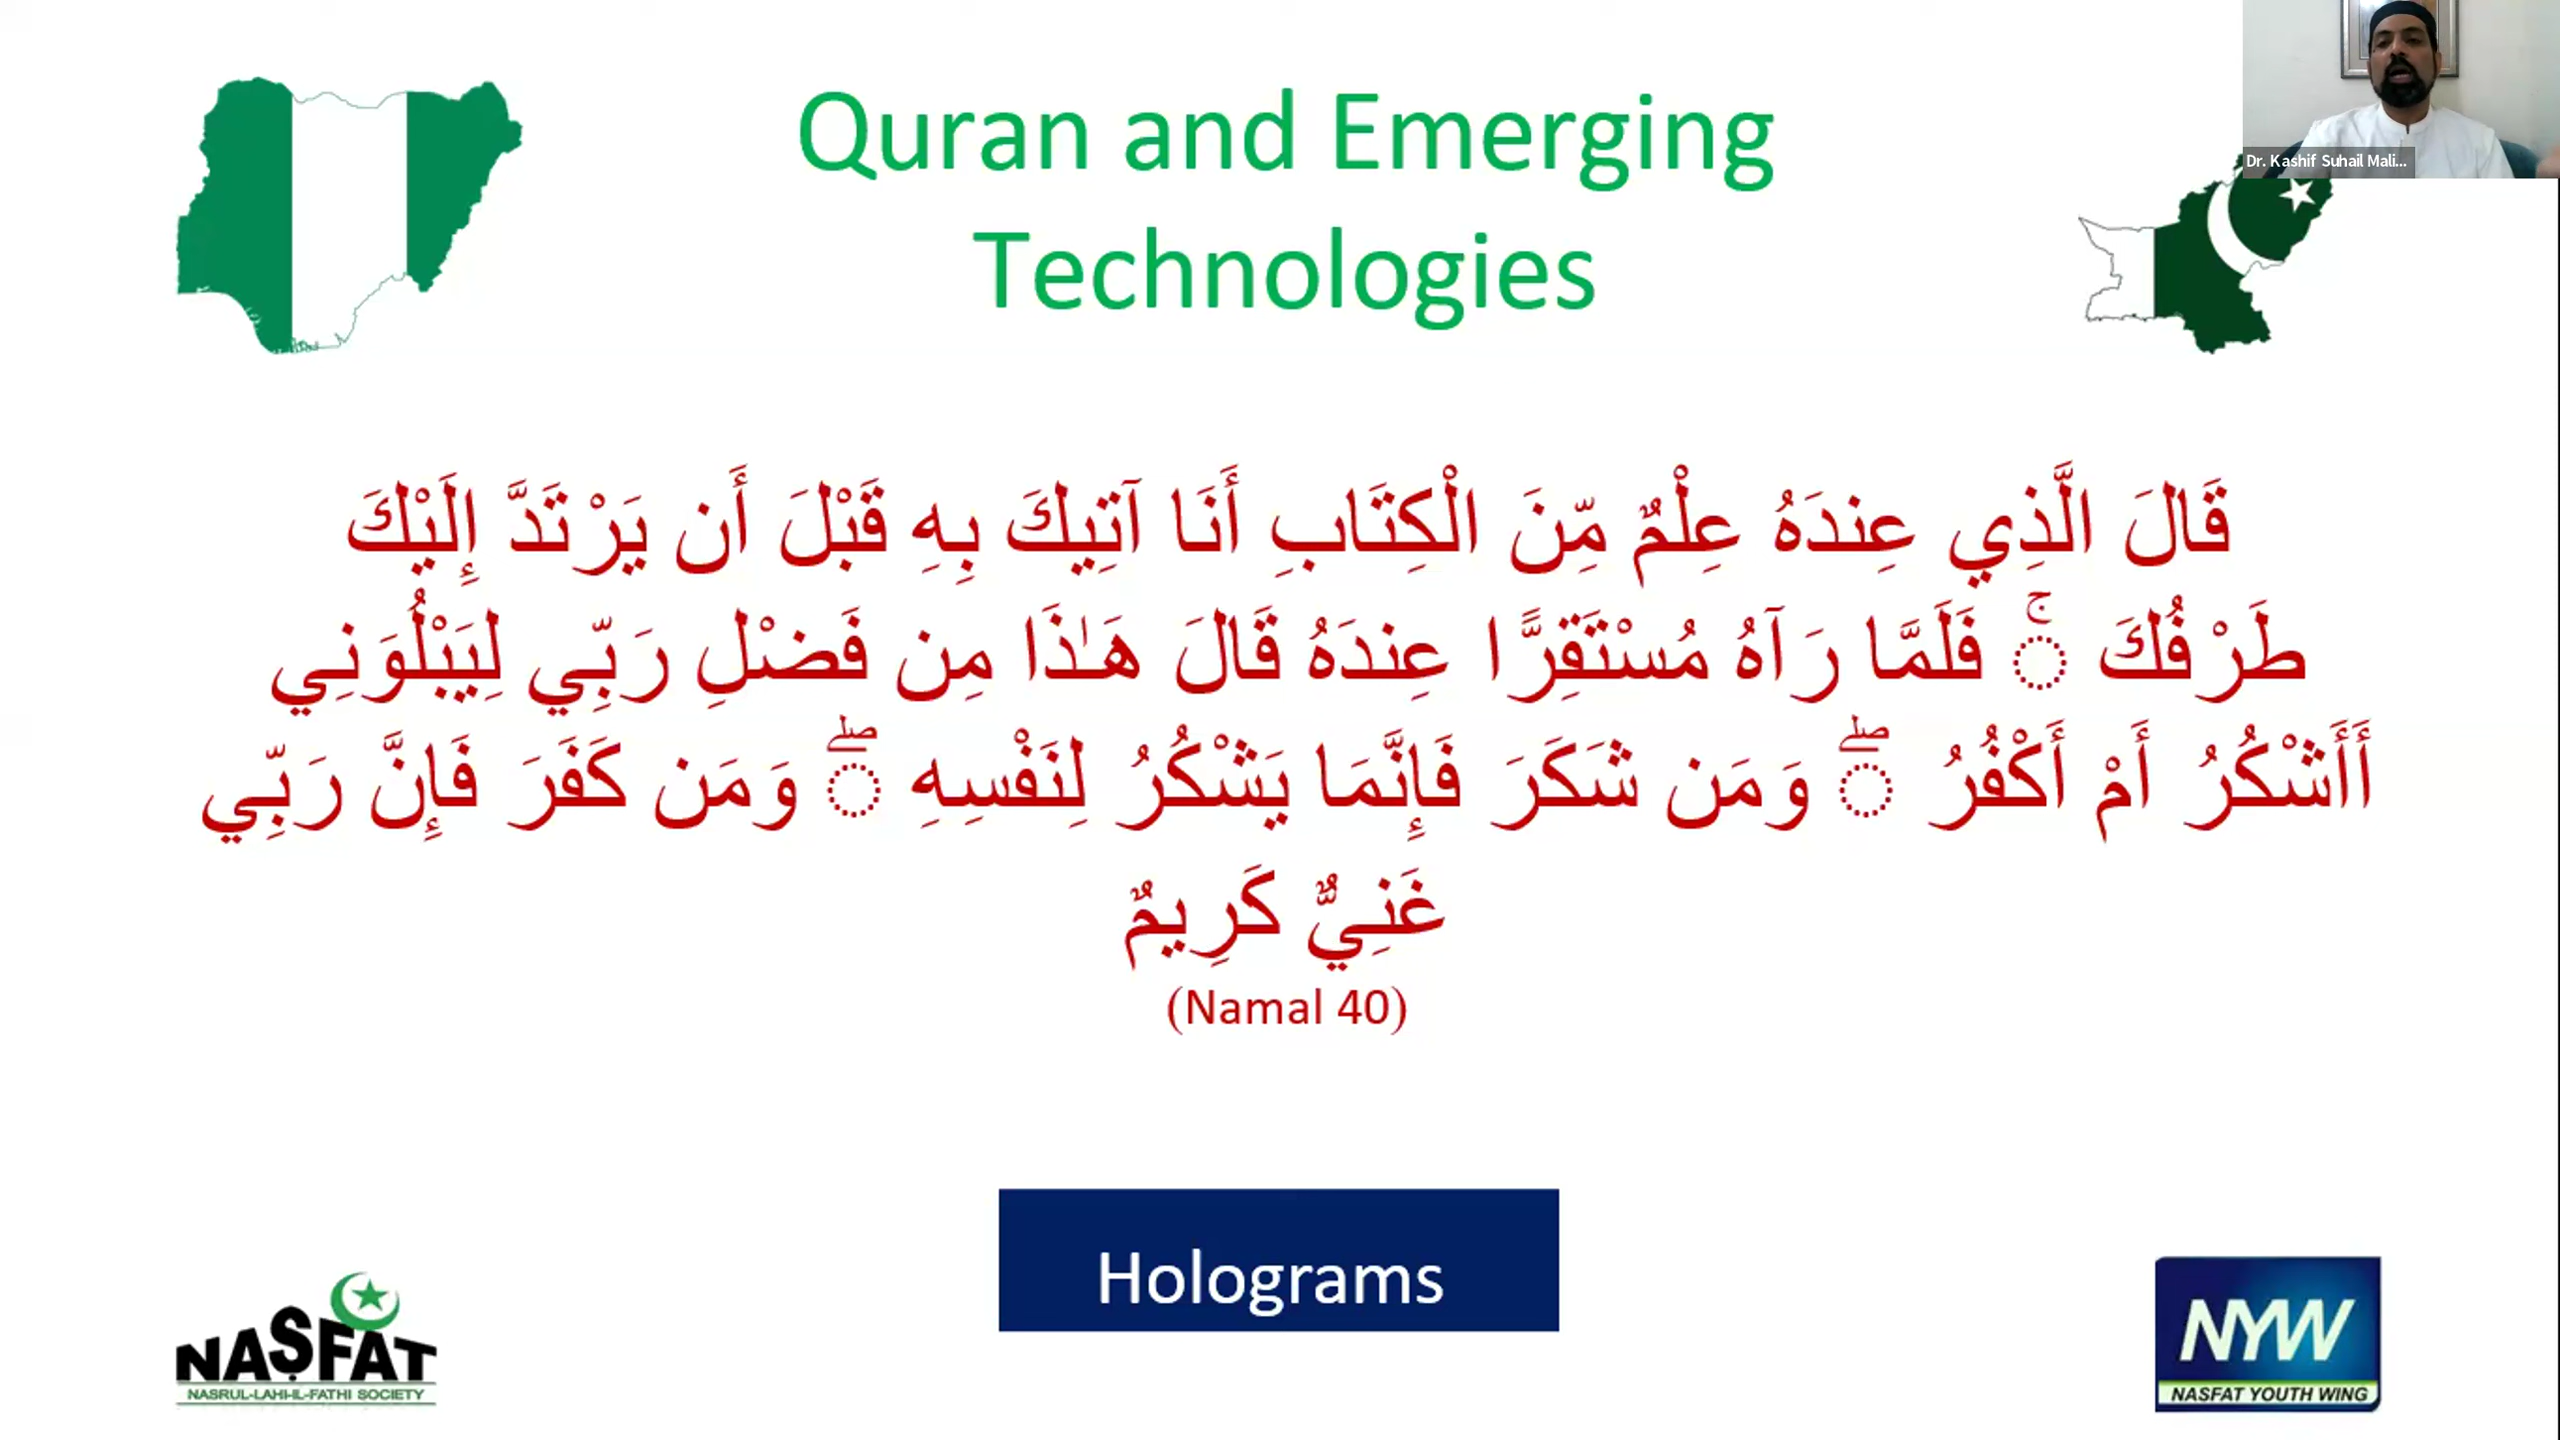 Quran and Emerging
Technologies
Dr. Kashif Suhail Mali...
قَالَ الَّذِي عِندَهُ عِلْمٌ مِّنَ الْكِتَابِ أَنَا آتِيكَ بِهِ قَبْلَ أَن يَرْتَدَّ إِلَيْكَ
طَرْفُكَ ۚ فَلَمَّا رَآهُ مُسْتَقِرًّا عِندَهُ قَالَ هَـٰذَا مِن فَضْلِ رَبِّي لِيَبْلُوَنِي
أَأَشْكُرُ أَمْ أَكْفُرُ ۖ وَمَن شَكَرَ فَإِنَّمَا يَشْكُرُ لِنَفْسِهِ ۖ وَمَن كَفَرَ فَإِنَّ رَبِّي
غَنِيٌّ كَرِيمٌ
(Namal 40)
Holograms
NASFAT
NASRUL-LAHI-IL-FATHI SOCIETY
NYW
NASFAT YOUTH WING